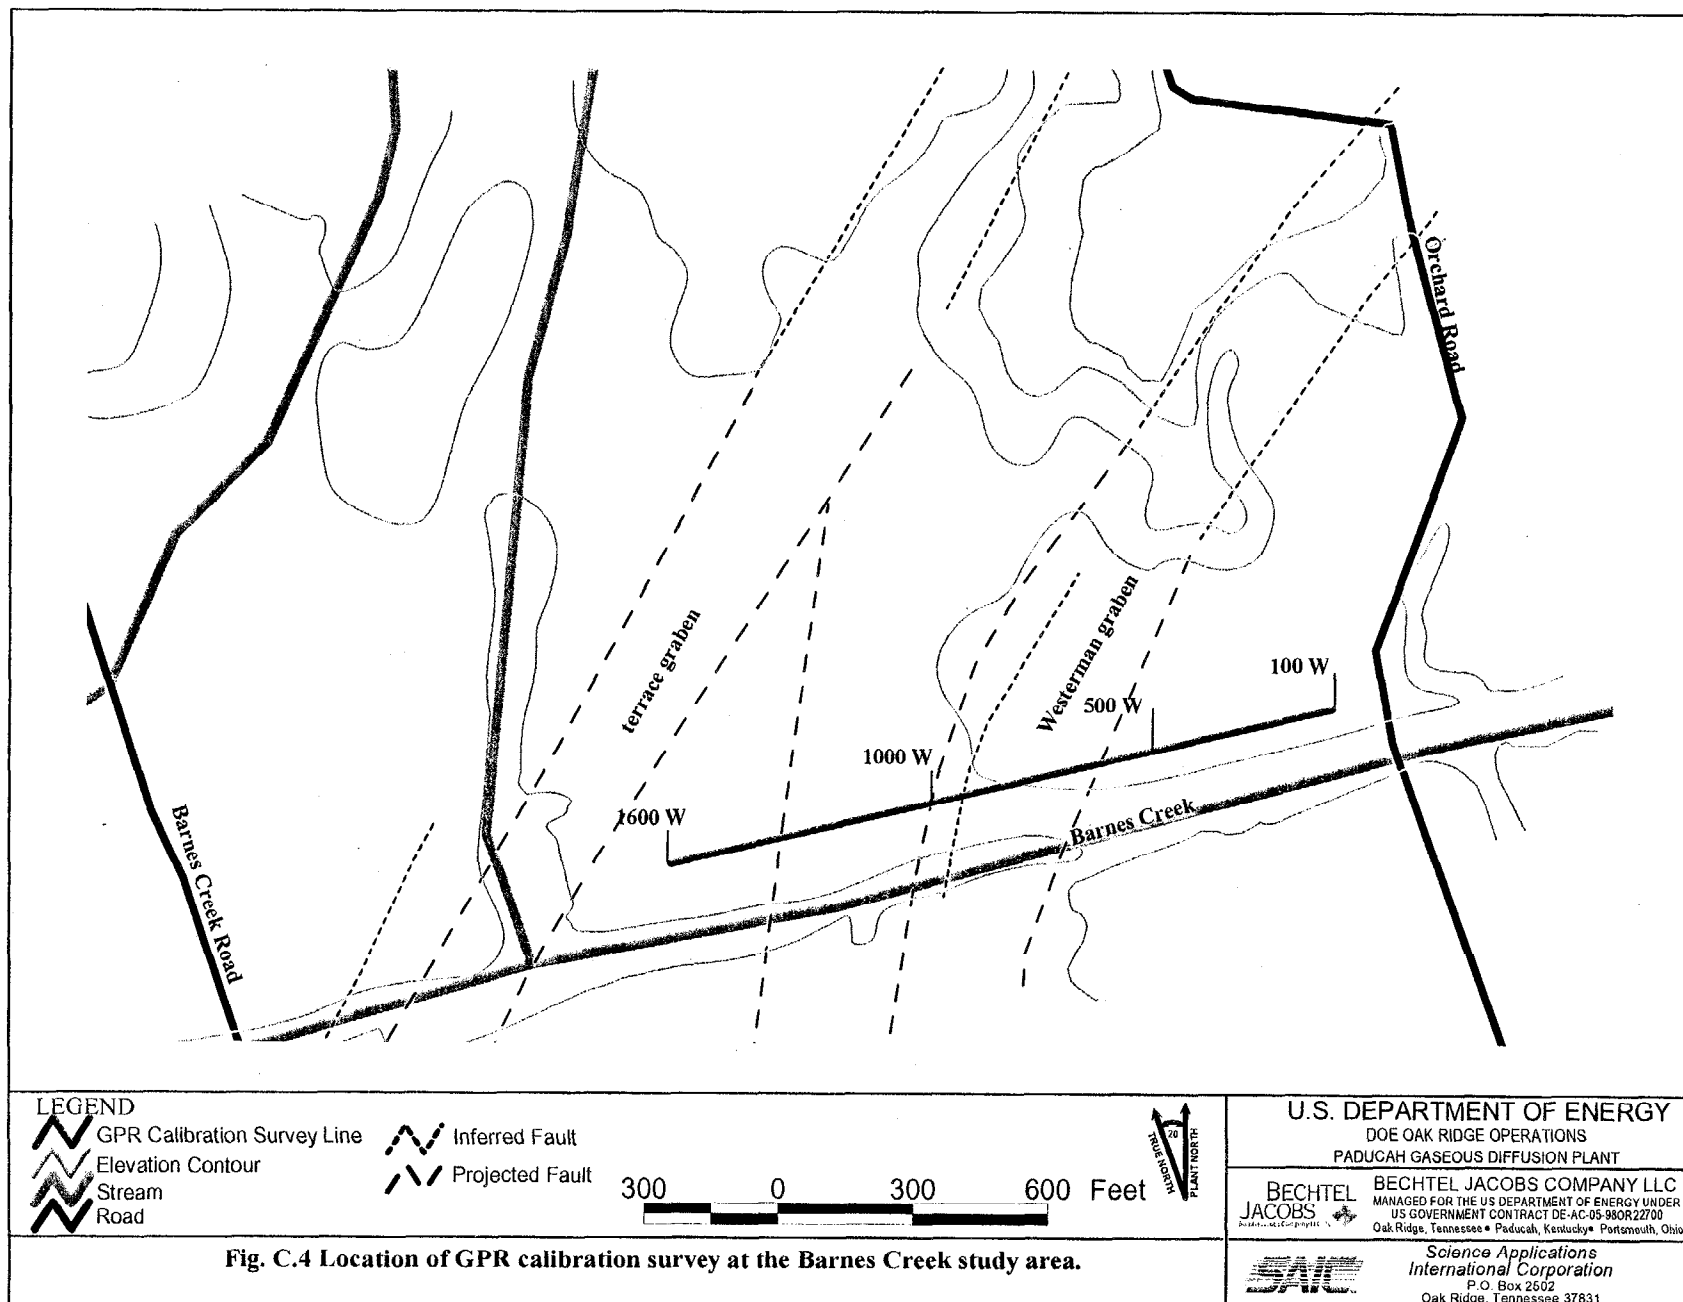 Orchard Road
terrace graben
Westerman graben
100 W
500 W
1000 W
1600 W
Barnes Creek
Barnes Creek Road
LEGEND
GPR Calibration Survey Line
Elevation Contour
Stream
Road
Inferred Fault
Projected Fault
300 0 300 600 Feet
20
TRUE NORTH
PLANT NORTH
Fig. C.4 Location of GPR calibration survey at the Barnes Creek study area.
U.S. DEPARTMENT OF ENERGY
DOE OAK RIDGE OPERATIONS
PADUCAH GASEOUS DIFFUSION PLANT
BECHTEL
JACOBS
BECHTEL JACOBS COMPANY LLC
MANAGED FOR THE US DEPARTMENT OF ENERGY UNDER
US GOVERNMENT CONTRACT DE-AC-05-98OR22700
Oak Ridge, Tennessee • Paducah, Kentucky • Portsmouth, Ohio
SAIC
Science Applications
International Corporation
P.O. Box 2502
Oak Ridge, Tennessee 37831